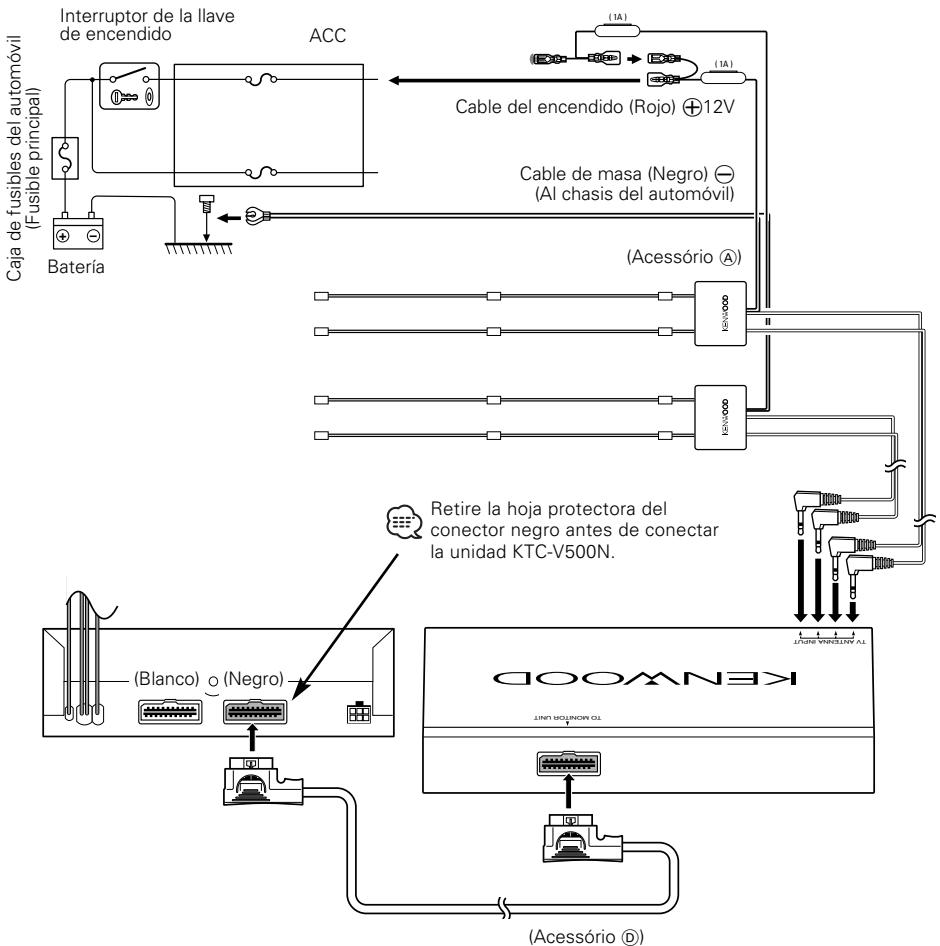 Interruptor de la llave
de encendido
ACC
(1A)
(1A)
Cable del encendido (Rojo) ⊕12V
Caja de fusibles del automóvil
(Fusible principal)
Cable de masa (Negro) ⊖
(Al chasis del automóvil)
Batería
(Acessório Ⓐ)
KENWOOD
KENWOOD
Retire la hoja protectora del
conector negro antes de conectar
la unidad KTC-V500N.
TV ANTENNA INPUT
KENWOOD
(Blanco)
(Negro)
TO MONITOR UNIT
(Acessório Ⓓ)